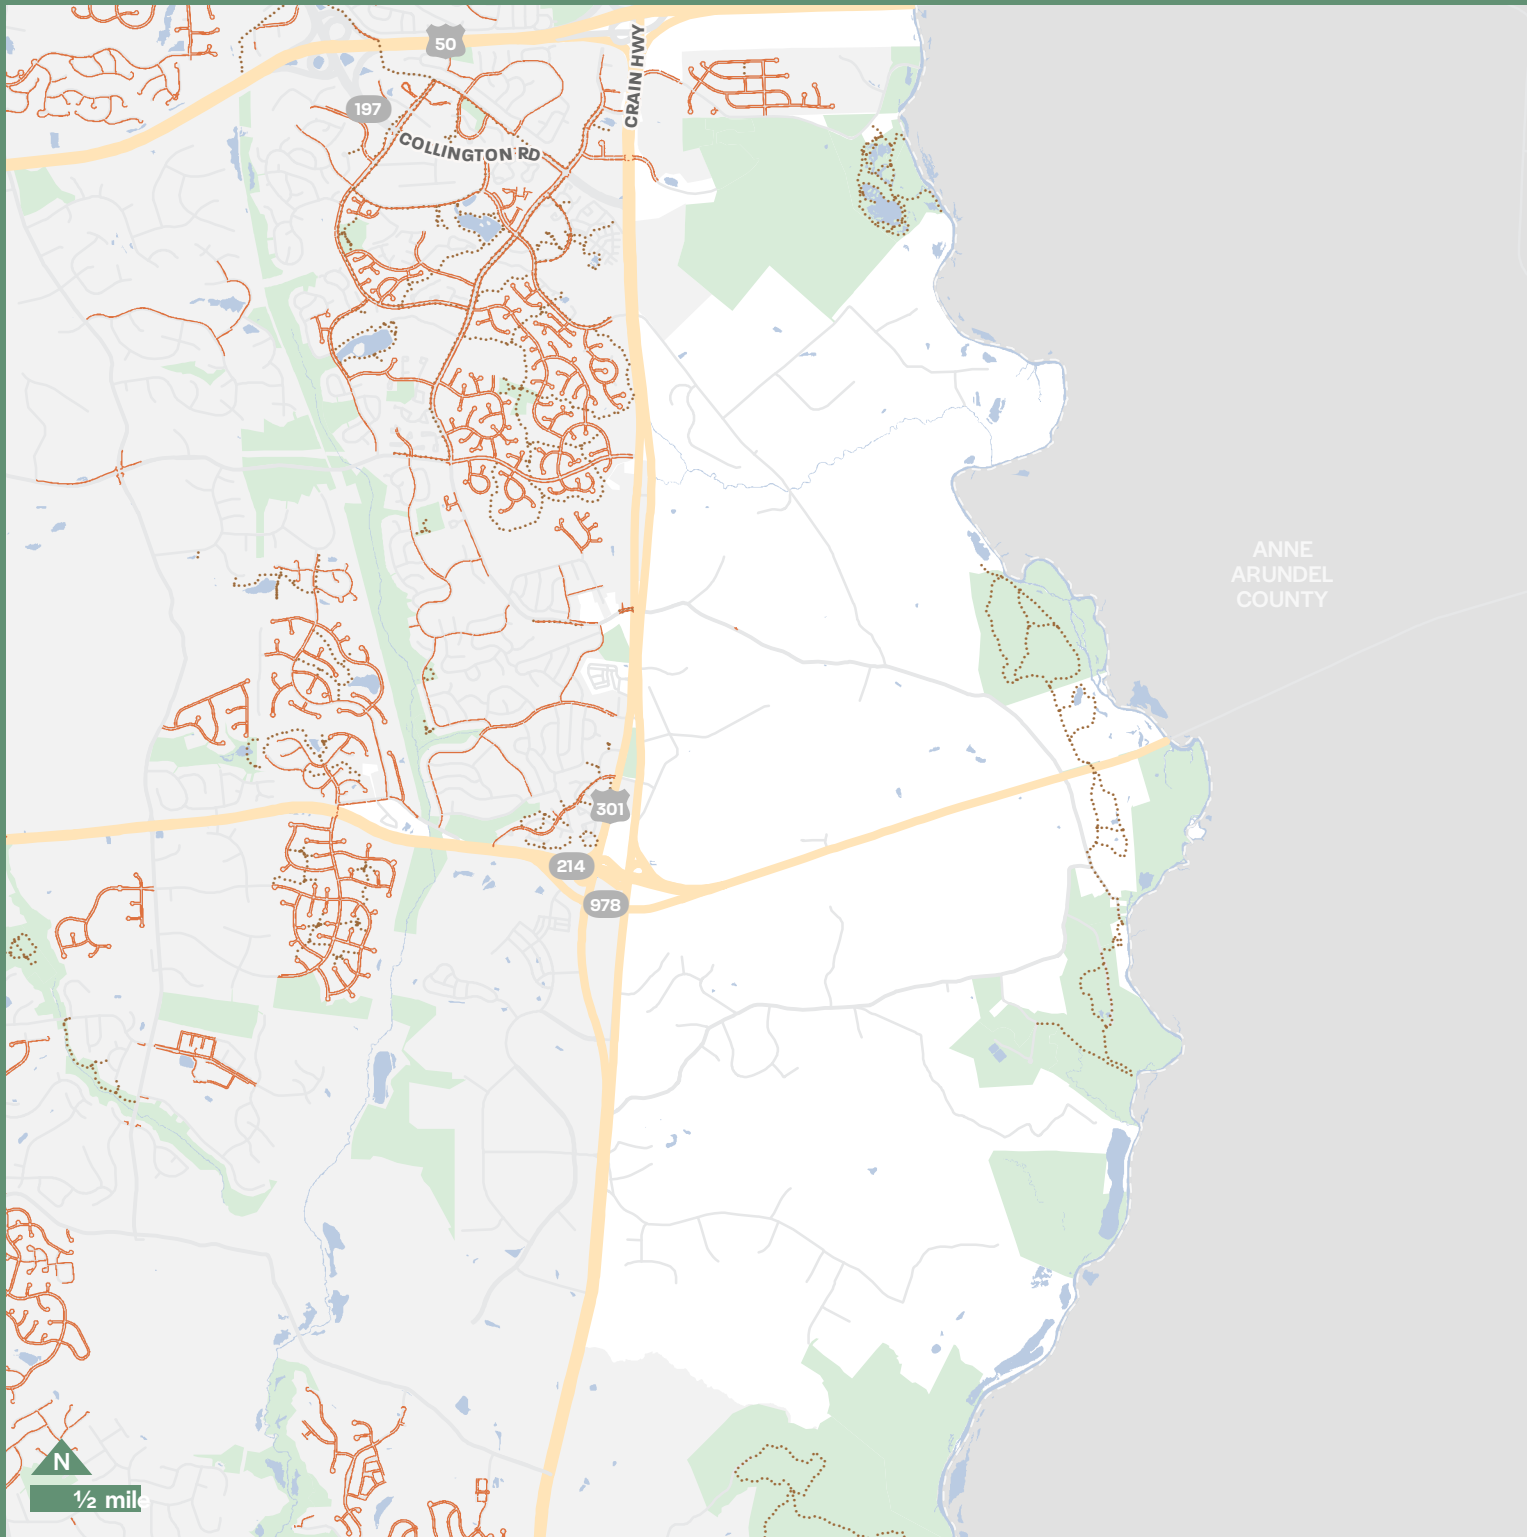 50
CRAIN HWY
197
COLLINGTON RD
ANNE
ARUNDEL
COUNTY
301
214
978
N
½ mile